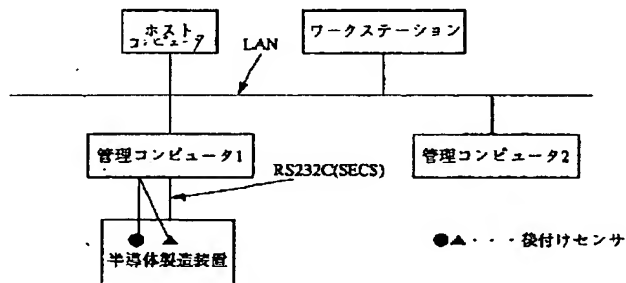 ホスト
コンピュータ
LAN
ワークステーション
管理コンピュータ1
管理コンピュータ2
RS232C(SECS)
半導体製造装置
●▲・・・後付けセンサ